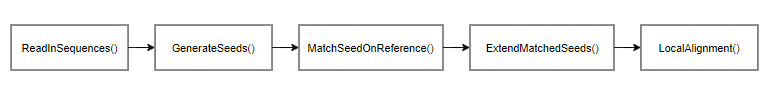 ReadInSequences()
GenerateSeeds()
MatchSeedOnReference()
ExtendMatchedSeeds()
LocalAlignment()